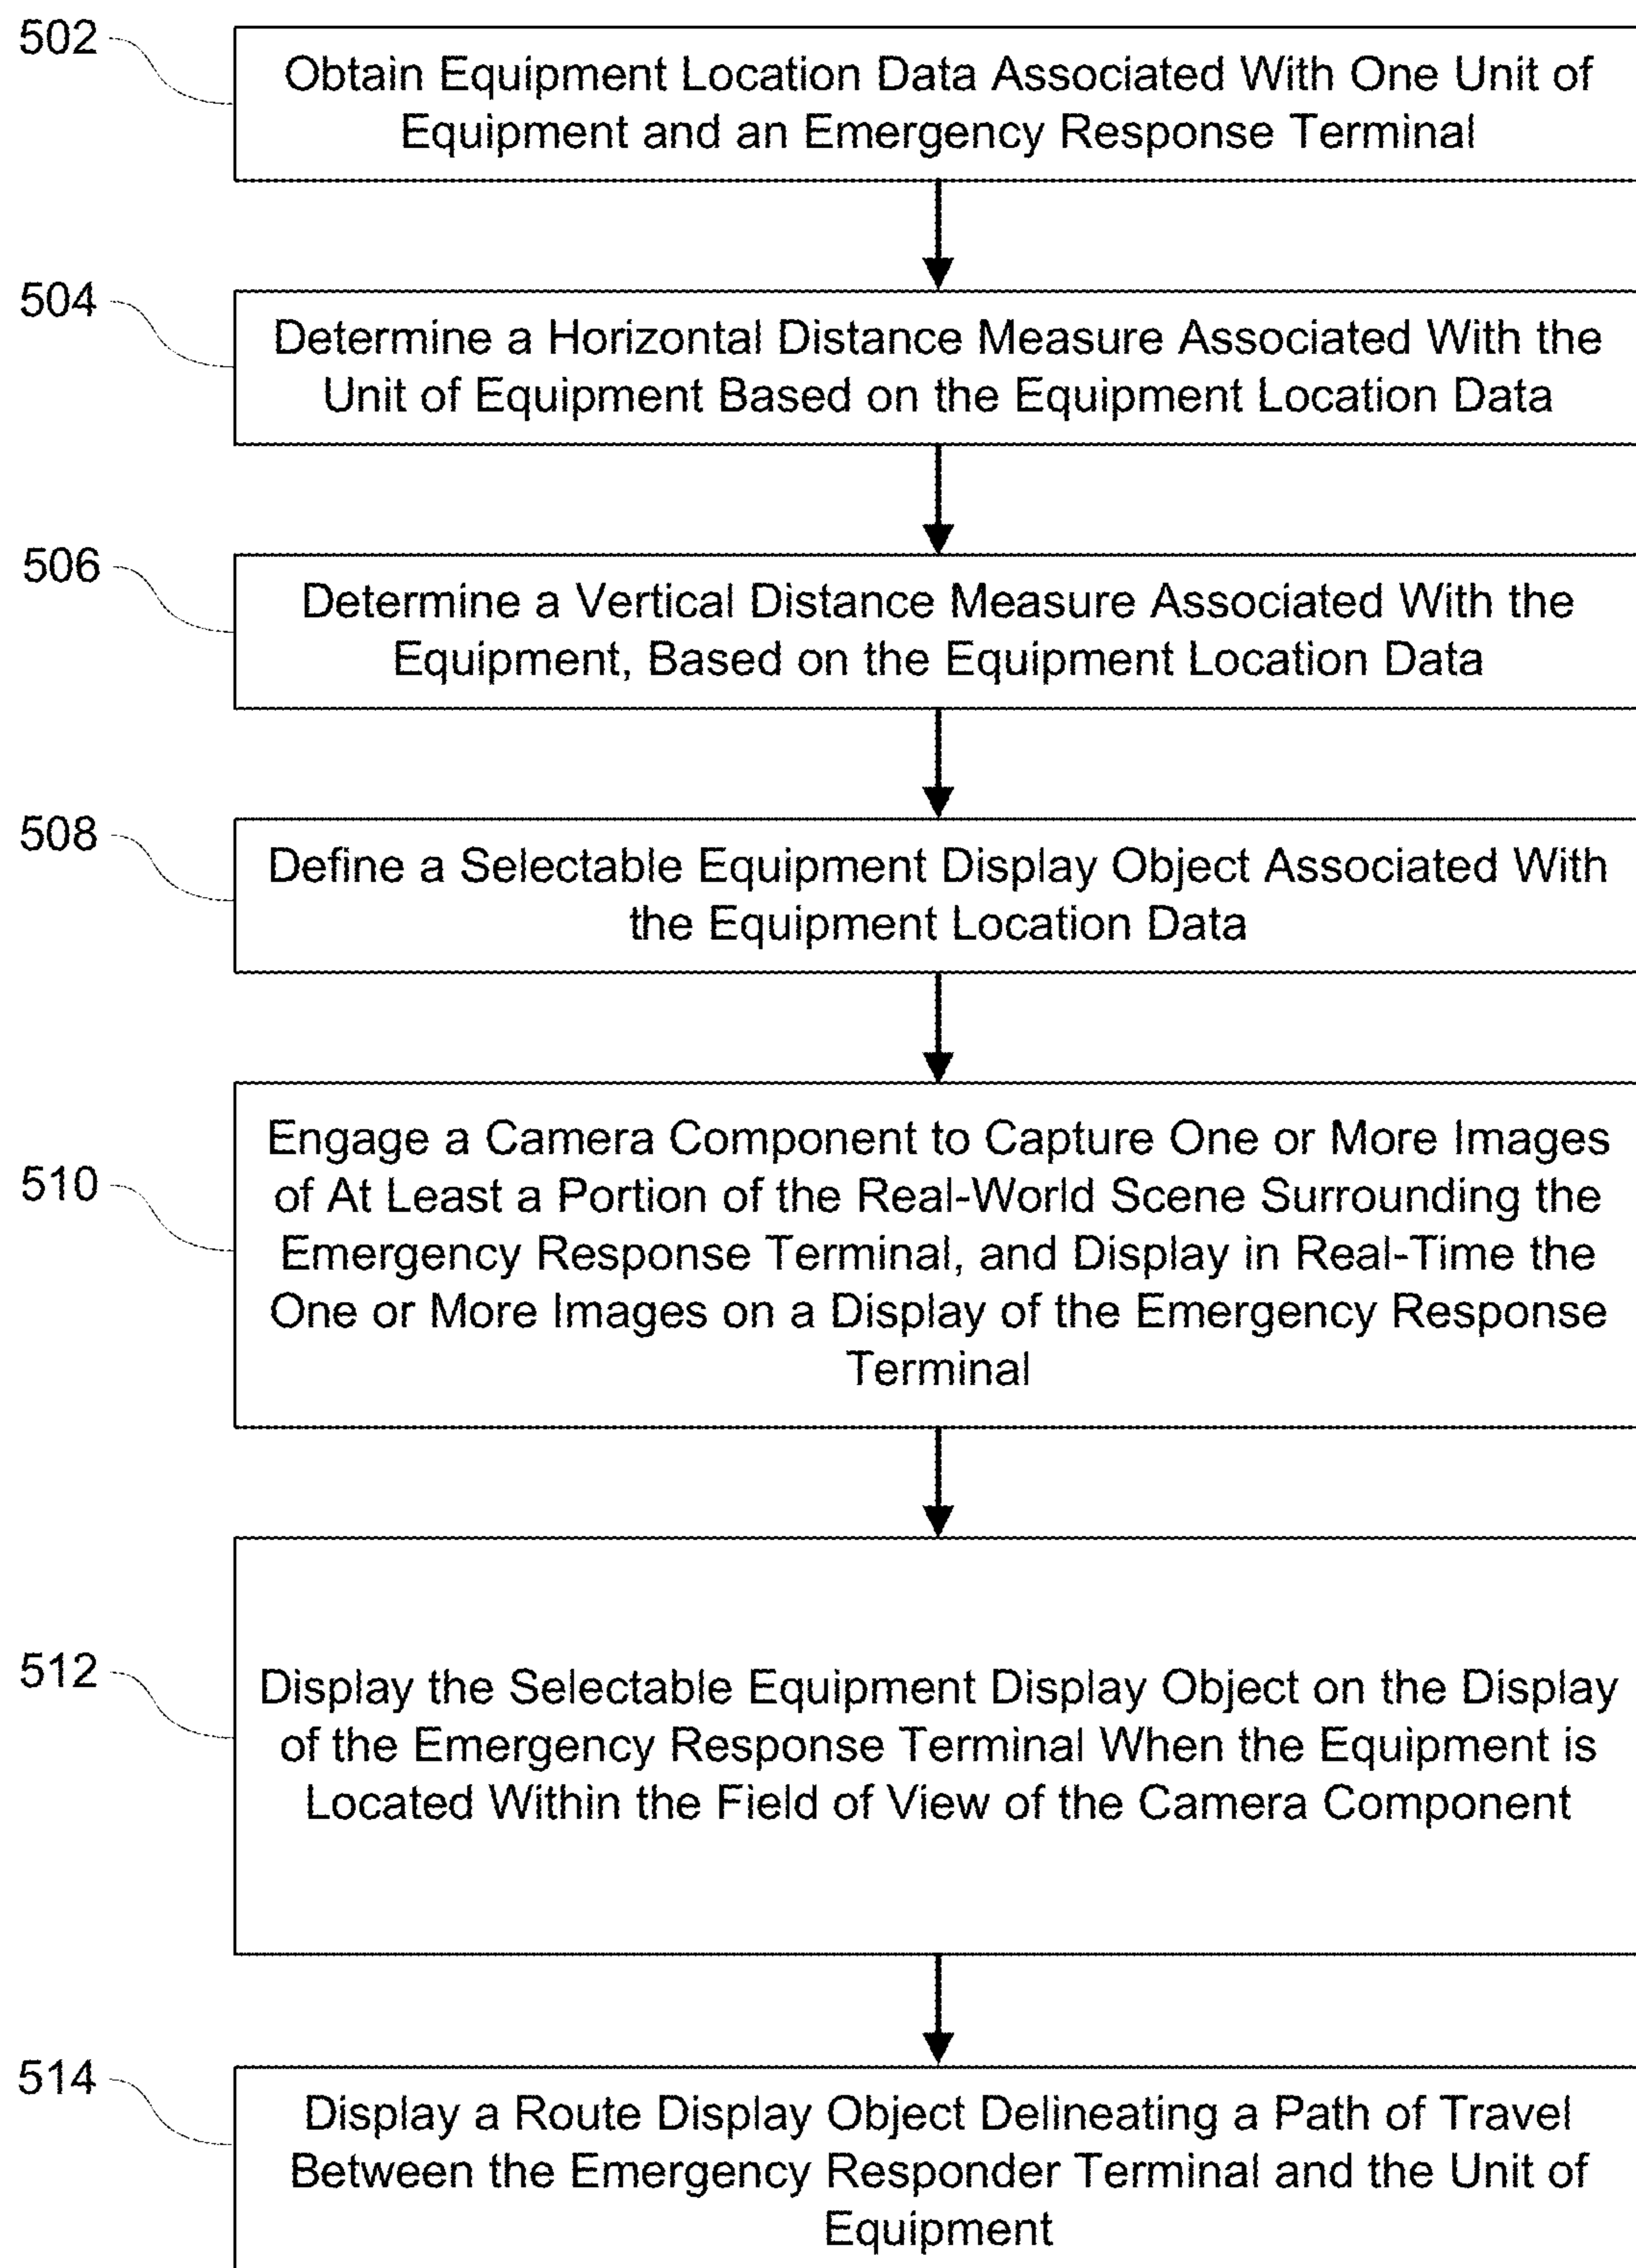 502
Obtain Equipment Location Data Associated With One Unit of
Equipment and an Emergency Response Terminal
504
Determine a Horizontal Distance Measure Associated With the
Unit of Equipment Based on the Equipment Location Data
506
Determine a Vertical Distance Measure Associated With the
Equipment, Based on the Equipment Location Data
508
Define a Selectable Equipment Display Object Associated With
the Equipment Location Data
510
Engage a Camera Component to Capture One or More Images
of At Least a Portion of the Real-World Scene Surrounding the
Emergency Response Terminal, and Display in Real-Time the
One or More Images on a Display of the Emergency Response
Terminal
512
Display the Selectable Equipment Display Object on the Display
of the Emergency Response Terminal When the Equipment is
Located Within the Field of View of the Camera Component
514
Display a Route Display Object Delineating a Path of Travel
Between the Emergency Responder Terminal and the Unit of
Equipment